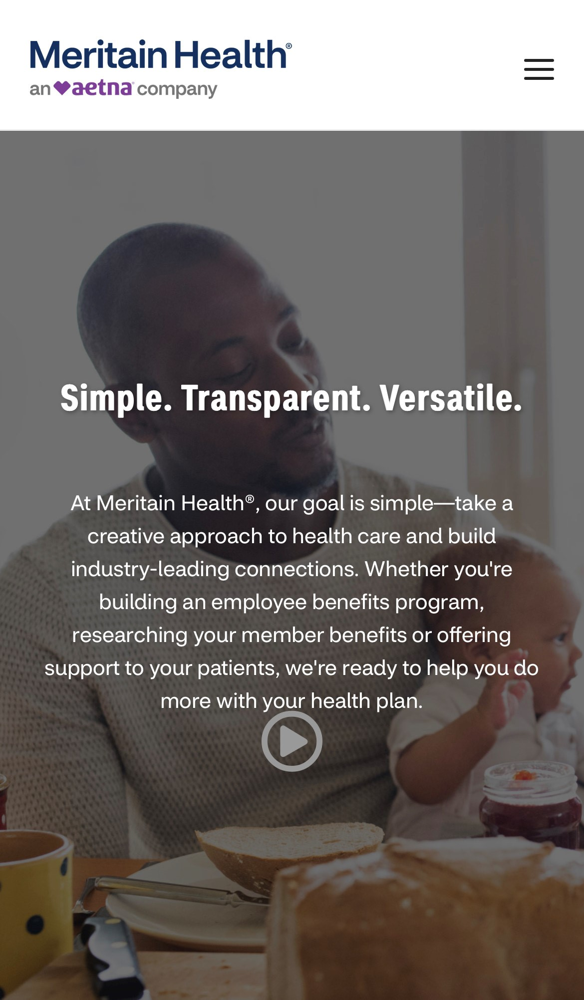 Meritain Health®
an aetna® company
Simple. Transparent. Versatile.
At Meritain Health®, our goal is simple—take a
creative approach to health care and build
industry-leading connections. Whether you're
building an employee benefits program,
researching your member benefits or offering
support to your patients, we're ready to help you do
more with your health plan.